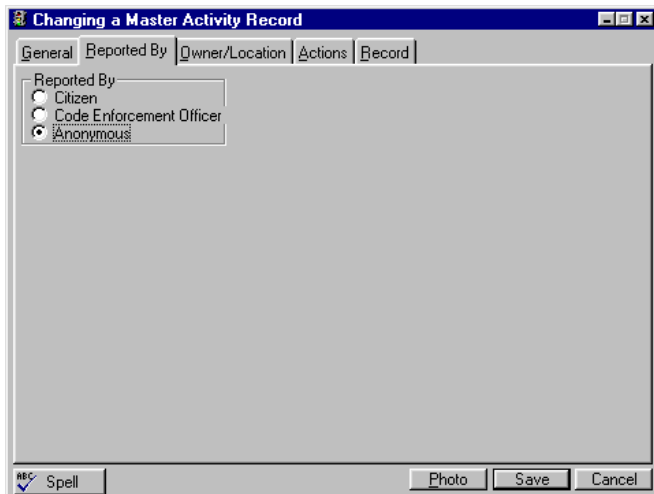 Changing a Master Activity Record
General Reported By Owner/Location Actions Record
Reported By
Citizen
Code Enforcement Officer
Anonymous
ABC Spell Photo Save Cancel